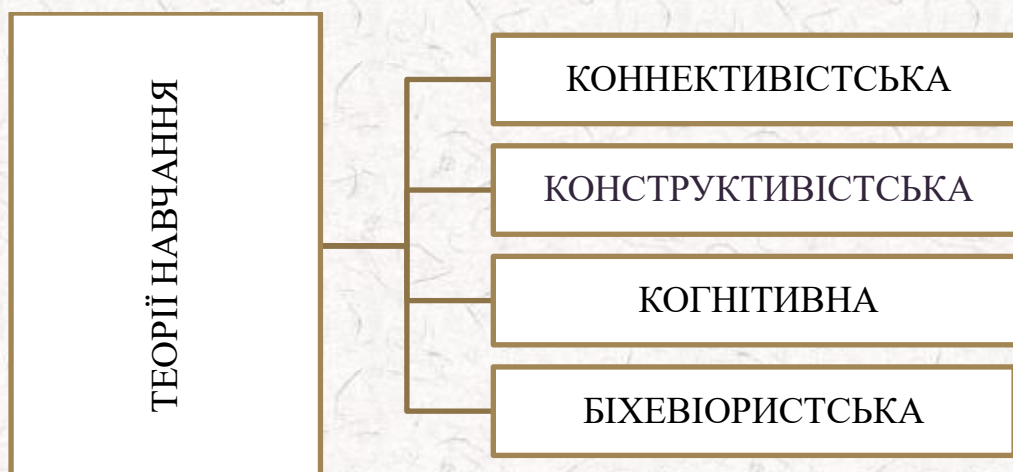 ТЕОРІЇ НАВЧАННЯ
КОННЕКТИВІСТСЬКА
КОНСТРУКТИВІСТСЬКА
КОГНІТИВНА
БІХЕВІОРИСТСЬКА